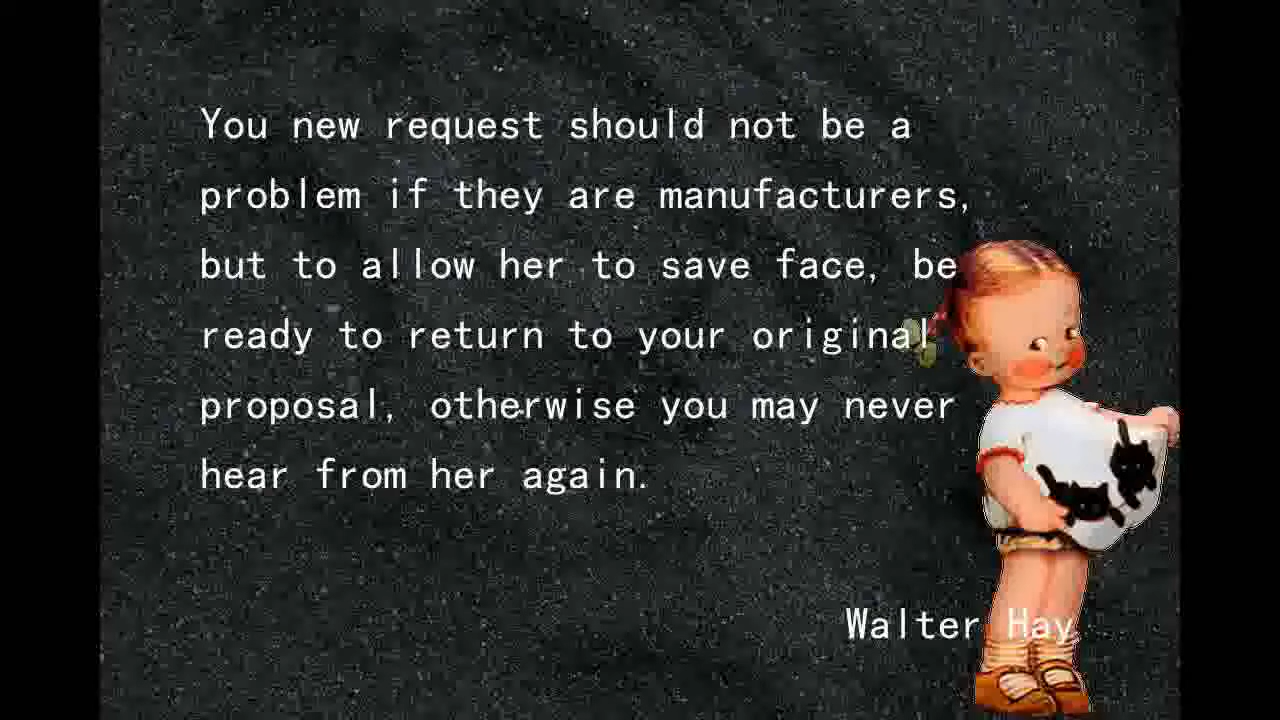 You new request should not be a
problem if they are manufacturers,
but to allow her to save face, be
ready to return to your original
proposal, otherwise you may never
hear from her again.
Walter Hay